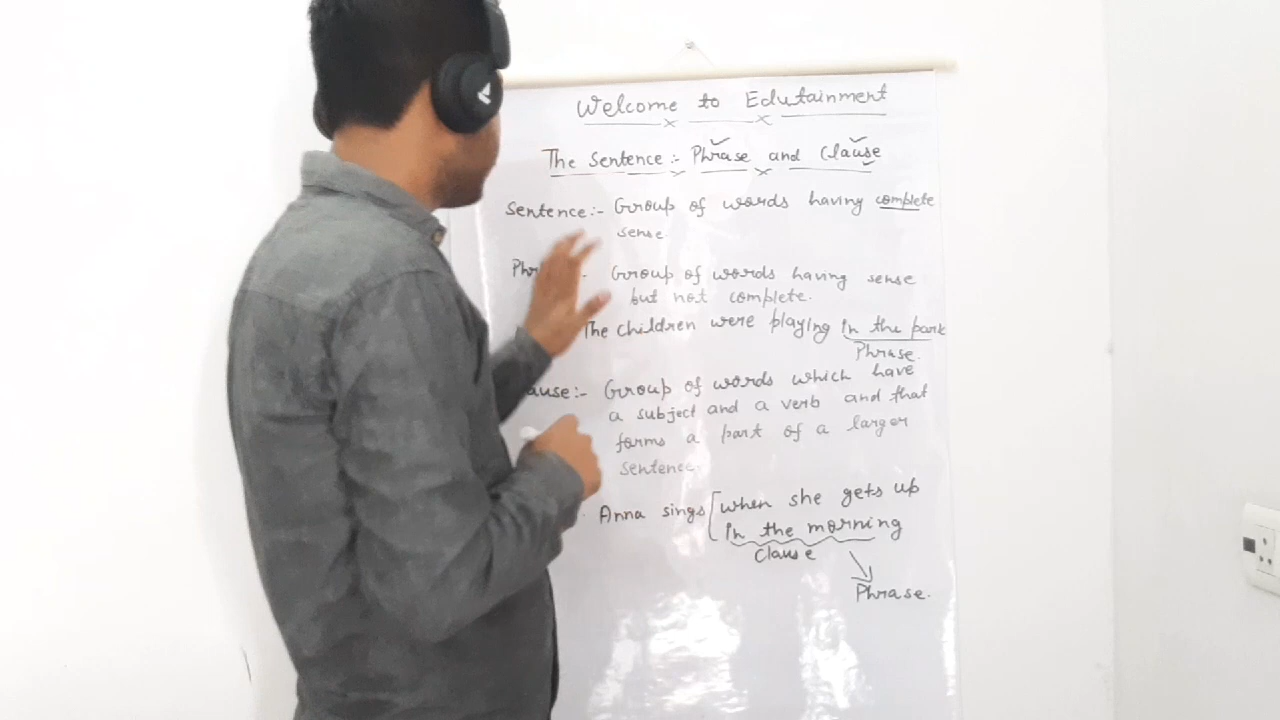 Welcome to Edutainment
The Sentence:- Phrase and Clause
Sentence:- Group of words having complete
sense.
Group of words having sense
but not complete.
The children were playing in the park
Phrase.
Group of words which have
a subject and a verb and that
forms a part of a larger
sentence.
Anna sings [when she gets up
in the morning
Clause
Phrase.